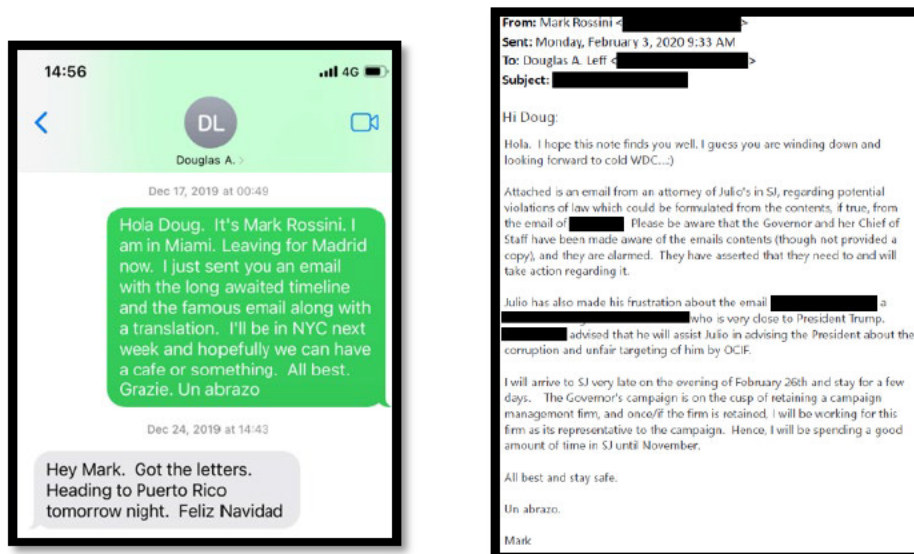 14:56
4G
DL
Douglas A. >
Dec 17, 2019 at 00:49
Hola Doug. It's Mark Rossini. I
am in Miami. Leaving for Madrid
now. I just sent you an email
with the long awaited timeline
and the famous email along with
a translation. I'll be in NYC next
week and hopefully we can have
a cafe or something. All best.
Grazie. Un abrazo
Dec 24, 2019 at 14:43
Hey Mark. Got the letters.
Heading to Puerto Rico
tomorrow night. Feliz Navidad
From: Mark Rossini < >
Sent: Monday, February 3, 2020 9:33 AM
To: Douglas A. Leff < >
Subject:
Hi Doug:
Hola. I hope this note finds you well. I guess you are winding down and
looking forward to cold WDC...:)
Attached is an email from an attorney of Julio's in SJ, regarding potential
violations of law which could be formulated from the contents, if true, from
the email of Please be aware that the Governor and her Chief of
Staff have been made aware of the emails contents (though not provided a
copy), and they are alarmed. They have asserted that they need to and will
take action regarding it.
Julio has also made his frustration about the email a
who is very close to President Trump.
advised that he will assist Julio in advising the President about the
corruption and unfair targeting of him by OCIF.
I will arrive to SJ very late on the evening of February 26th and stay for a few
days. The Governor's campaign is on the cusp of retaining a campaign
management firm, and once/if the firm is retained, I will be working for this
firm as its representative to the campaign. Hence, I will be spending a good
amount of time in SJ until November.
All best and stay safe.
Un abrazo.
Mark